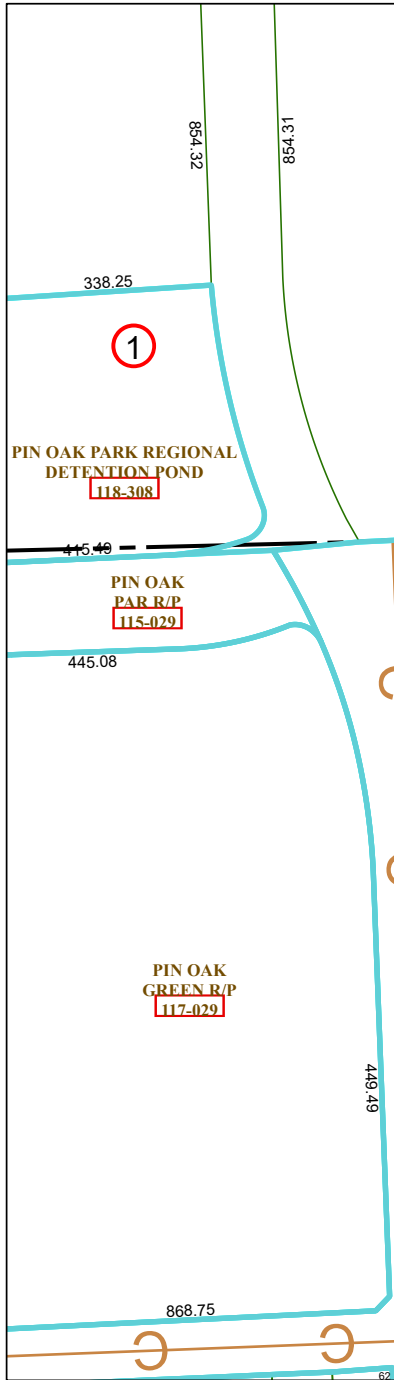 854.32
854.31
338.25
1
PIN OAK PARK REGIONAL
DETENTION POND
118-308
415.49
PIN OAK
PAR R/P
115-029
445.08
C
C
PIN OAK
GREEN R/P
117-029
449.49
868.75
C
C
62